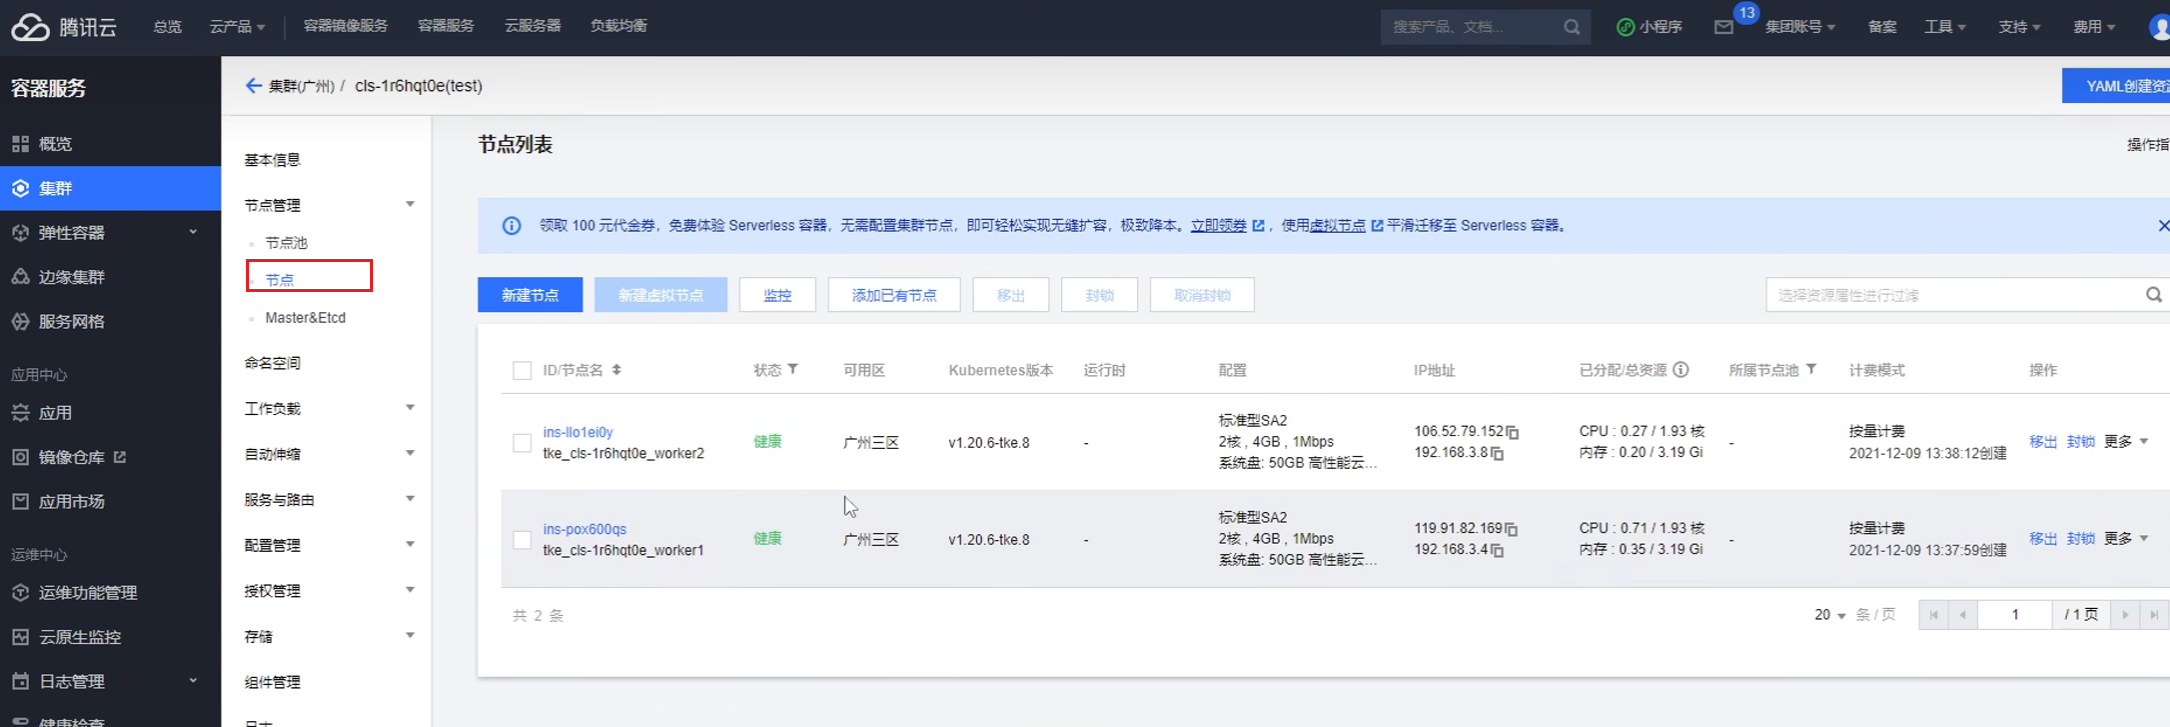 腾讯云 总览 云产品 容器镜像服务 容器服务 云服务器 负载均衡 搜索产品、文档... 小程序 13 集团账号 备案 工具 支持 费用
容器服务
概览
集群
弹性容器
边缘集群
服务网格
应用中心
应用
镜像仓库
应用市场
运维中心
运维功能管理
云原生监控
日志管理
健康检查
集群(广州) / cls-1r6hqt0e(test)
YAML创建资
基本信息
节点管理
节点池
节点
Master&Etcd
命名空间
工作负载
自动伸缩
服务与路由
配置管理
授权管理
存储
组件管理
日志
节点列表
操作指
领取 100 元代金券，免费体验 Serverless 容器，无需配置集群节点，即可轻松实现无缝扩容，极致降本。立即领券，使用虚拟节点 平滑迁移至 Serverless 容器。
新建节点 新建虚拟节点 监控 添加已有节点 移出 封锁 取消封锁 选择资源属性进行过滤
ID/节点名 状态 可用区 Kubernetes版本 运行时 配置 IP地址 已分配/总资源 所属节点池 计费模式 操作
ins-llo1ei0y
tke_cls-1r6hqt0e_worker2
健康
广州三区
v1.20.6-tke.8
-
标准型SA2
2核 , 4GB , 1Mbps
系统盘: 50GB 高性能云...
106.52.79.152
192.168.3.8
CPU : 0.27 / 1.93 核
内存 : 0.20 / 3.19 Gi
-
按量计费
2021-12-09 13:38:12创建
移出 封锁 更多
ins-pox600qs
tke_cls-1r6hqt0e_worker1
健康
广州三区
v1.20.6-tke.8
-
标准型SA2
2核 , 4GB , 1Mbps
系统盘: 50GB 高性能云...
119.91.82.169
192.168.3.4
CPU : 0.71 / 1.93 核
内存 : 0.35 / 3.19 Gi
-
按量计费
2021-12-09 13:37:59创建
移出 封锁 更多
共 2 条
20 条 / 页 1 / 1 页